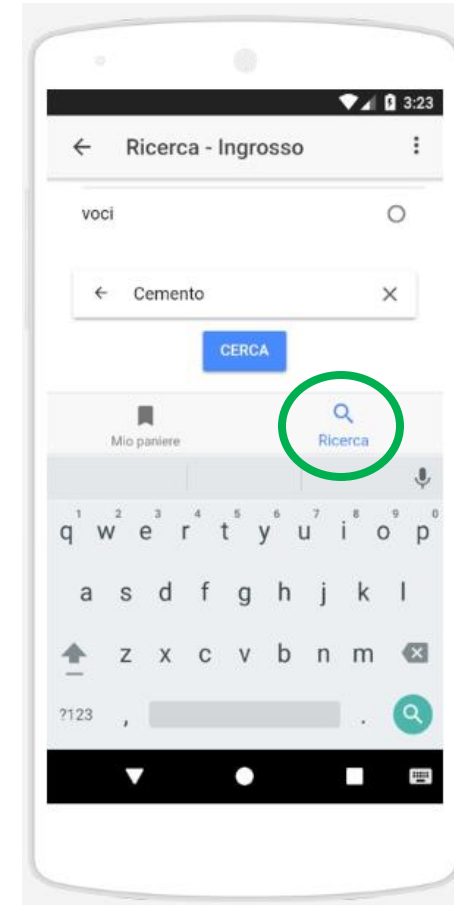 3:23
Ricerca - Ingrosso
voci
Cemento
CERCA
Mio paniere
Ricerca
1 2 3 4 5 6 7 8 9 0
q w e r t y u i o p
a s d f g h j k l
z x c v b n m
?123 , .